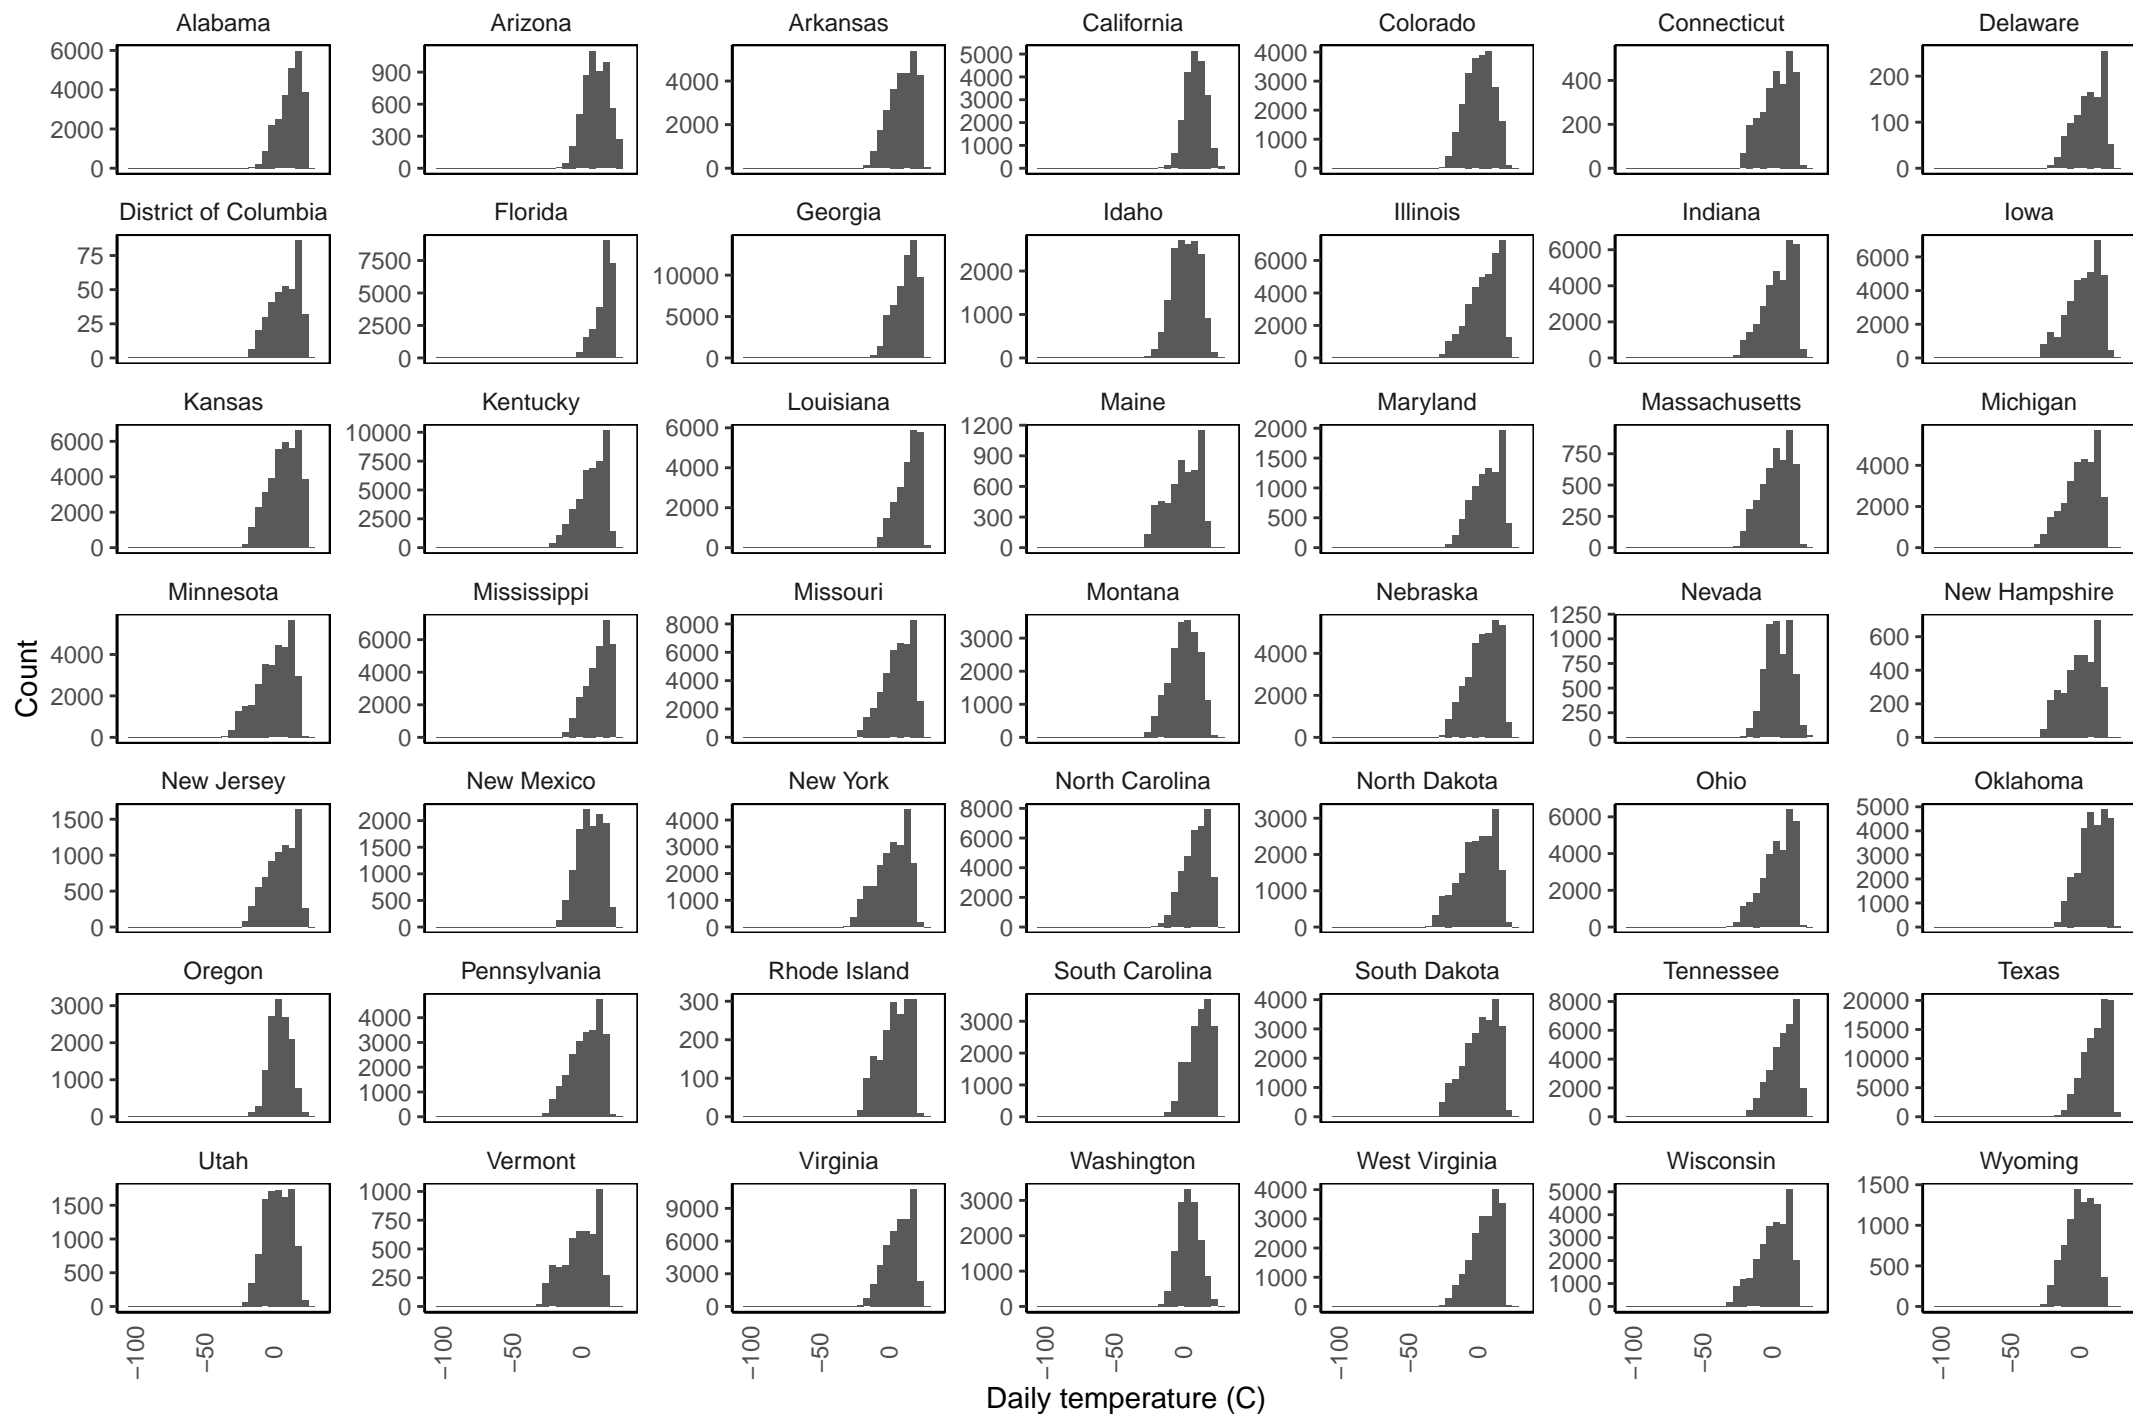 Alabama Arizona Arkansas California Colorado Connecticut Delaware
6000 4000 2000 0
900 600 300 0
4000 2000 0
5000 4000 3000 2000 1000 0
4000 3000 2000 1000 0
400 200 0
200 100 0
District of Columbia Florida Georgia Idaho Illinois Indiana Iowa
75 50 25 0
7500 5000 2500 0
10000 5000 0
2000 1000 0
6000 4000 2000 0
6000 4000 2000 0
6000 4000 2000 0
Kansas Kentucky Louisiana Maine Maryland Massachusetts Michigan
6000 4000 2000 0
10000 7500 5000 2500 0
6000 4000 2000 0
1200 900 600 300 0
2000 1500 1000 500 0
750 500 250 0
4000 2000 0
Minnesota Mississippi Missouri Montana Nebraska Nevada New Hampshire
4000 2000 0
6000 4000 2000 0
8000 6000 4000 2000 0
3000 2000 1000 0
4000 2000 0
1250 1000 750 500 250 0
600 400 200 0
Count
New Jersey New Mexico New York North Carolina North Dakota Ohio Oklahoma
1500 1000 500 0
2000 1500 1000 500 0
4000 3000 2000 1000 0
8000 6000 4000 2000 0
3000 2000 1000 0
6000 4000 2000 0
5000 4000 3000 2000 1000 0
Oregon Pennsylvania Rhode Island South Carolina South Dakota Tennessee Texas
3000 2000 1000 0
4000 3000 2000 1000 0
300 200 100 0
3000 2000 1000 0
4000 3000 2000 1000 0
8000 6000 4000 2000 0
20000 15000 10000 5000 0
Utah Vermont Virginia Washington West Virginia Wisconsin Wyoming
1500 1000 500 0
1000 750 500 250 0
9000 6000 3000 0
3000 2000 1000 0
4000 3000 2000 1000 0
5000 4000 3000 2000 1000 0
1500 1000 500 0
−100 −50 0 −100 −50 0 −100 −50 0 −100 −50 0 −100 −50 0 −100 −50 0 −100 −50 0
Daily temperature (C)